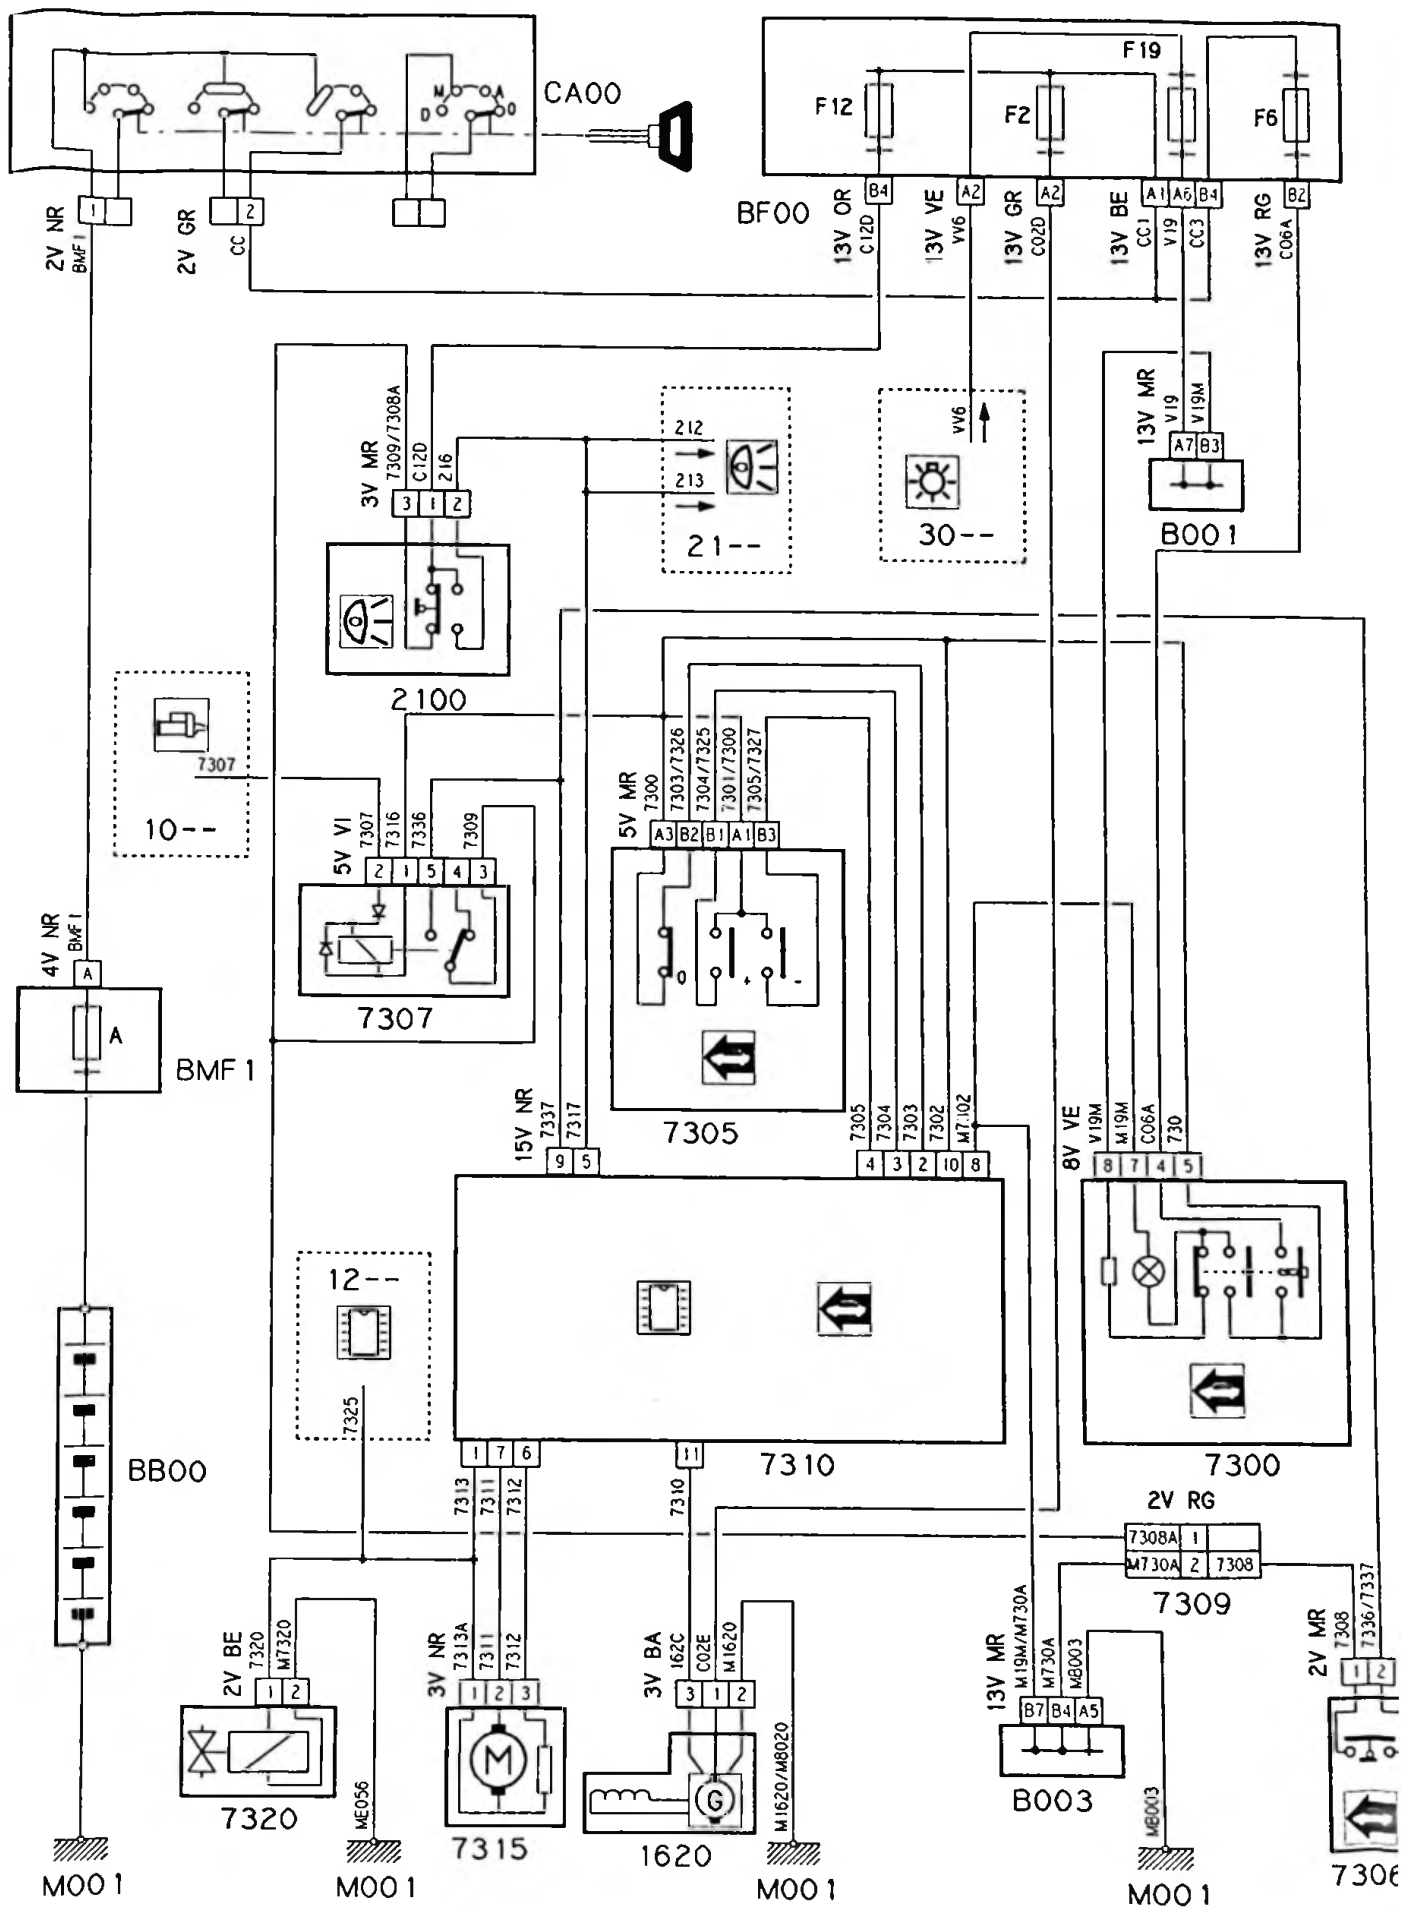 CA00
M
A
D
0
1
2V NR
BMF1
2
2V GR
CC
F12
F2
F19
F6
BF00
B4
A2
A2
A1
A6
B4
B2
13V OR
C12D
13V VE
VV6
13V GR
C02D
13V BE
CC1
V19
CC3
13V RG
C06A
3V MR
7309/7308A
C12D
216
3
1
2
2100
212
213
21--
VV6
30--
13V MR
V19
V19M
A7
B3
B001
7307
10--
5V VI
7307
7316
7336
7309
2
1
5
4
3
7307
5V MR
7300
7303/7326
7304/7325
7301/7300
7305/7327
A3
B2
B1
A1
B3
0
+
-
7305
4V NR
BMF1
A
A
BMF1
15V NR
7337
7317
9
5
7305
7304
7303
7302
M7102
4
3
2
10
8
8V VE
V19M
M19M
C06A
730
8
7
4
5
7300
12--
7325
BB00
1
7
6
11
7310
7313
7311
7312
7310
2V RG
7308A
1
M730A
2
7308
7309
2V BE
7320
M7320
1
2
7320
ME056
3V NR
7313A
7311
7312
1
2
3
M
7315
3V BA
162C
C02E
M1620
3
1
2
G
1620
M1620/M8020
13V MR
M19M/M730A
M730A
MB003
B7
B4
A5
B003
MB003
2V MR
7308
7336/7337
1
2
7306
M001
M001
M001
M001